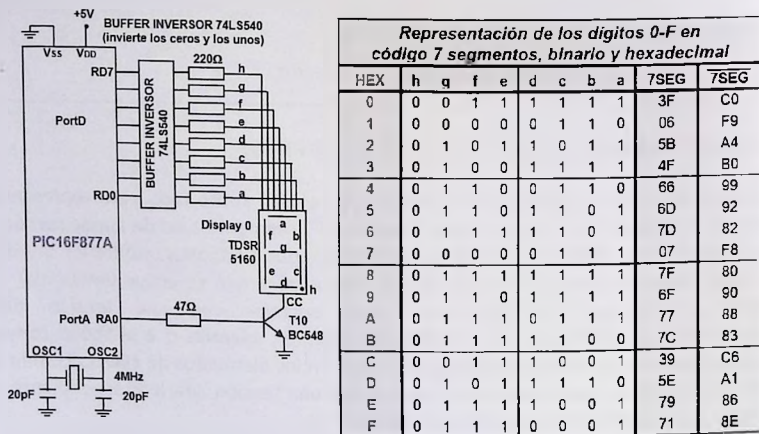 +5V
BUFFER INVERSOR 74LS540
(invierte los ceros y los unos)
Vss VDD
220Ω
RD7
h
g
f
e
d
c
b
a
PortD
BUFFER INVERSOR
74LS540
RD0
PIC16F877A
Display 0
TDSR
5160
a
f b
g
e c
d
h
CC
PortA RA0
47Ω
T10
BC548
OSC1 OSC2
20pF 20pF
Representación de los dígitos 0-F en
código 7 segmentos, binario y hexadecimal
HEX h g f e d c b a 7SEG 7SEG
0 0 0 1 1 1 1 1 1 3F C0
1 0 0 0 0 0 1 1 0 06 F9
2 0 1 0 1 1 0 1 1 5B A4
3 0 1 0 0 1 1 1 1 4F B0
4 0 1 1 0 0 1 1 0 66 99
5 0 1 1 0 1 1 0 1 6D 92
6 0 1 1 1 1 1 0 1 7D 82
7 0 0 0 0 0 1 1 1 07 F8
8 0 1 1 1 1 1 1 1 7F 80
9 0 1 1 0 1 1 1 1 6F 90
A 0 1 1 1 0 1 1 1 77 88
B 0 1 1 1 1 1 0 0 7C 83
C 0 0 1 1 1 0 0 1 39 C6
D 0 1 0 1 1 1 1 0 5E A1
E 0 1 1 1 1 0 0 1 79 86
F 0 1 1 1 0 0 0 1 71 8E